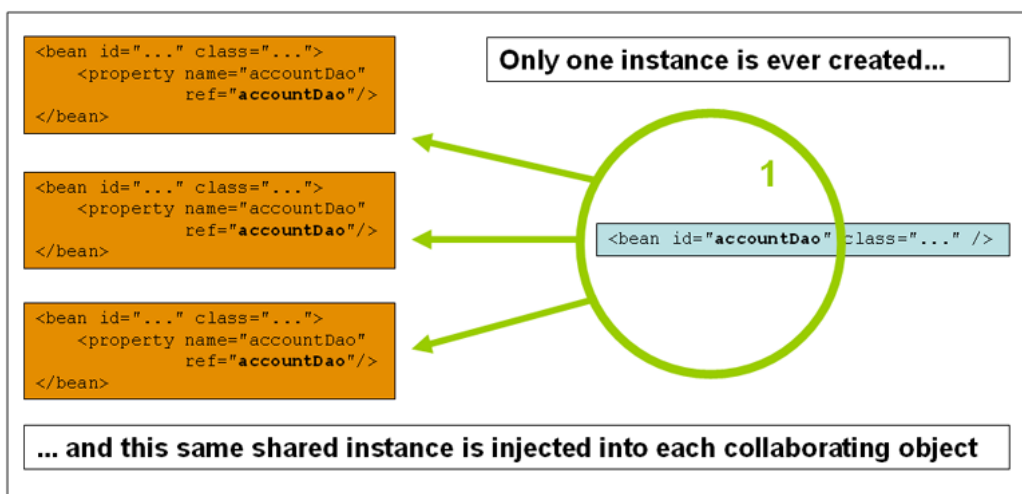 <bean id="..." class="...">
<property name="accountDao"
ref="accountDao"/>
</bean>
Only one instance is ever created...
1
<bean id="..." class="...">
<property name="accountDao"
ref="accountDao"/>
</bean>
<bean id="accountDao" class="..." />
<bean id="..." class="...">
<property name="accountDao"
ref="accountDao"/>
</bean>
... and this same shared instance is injected into each collaborating object